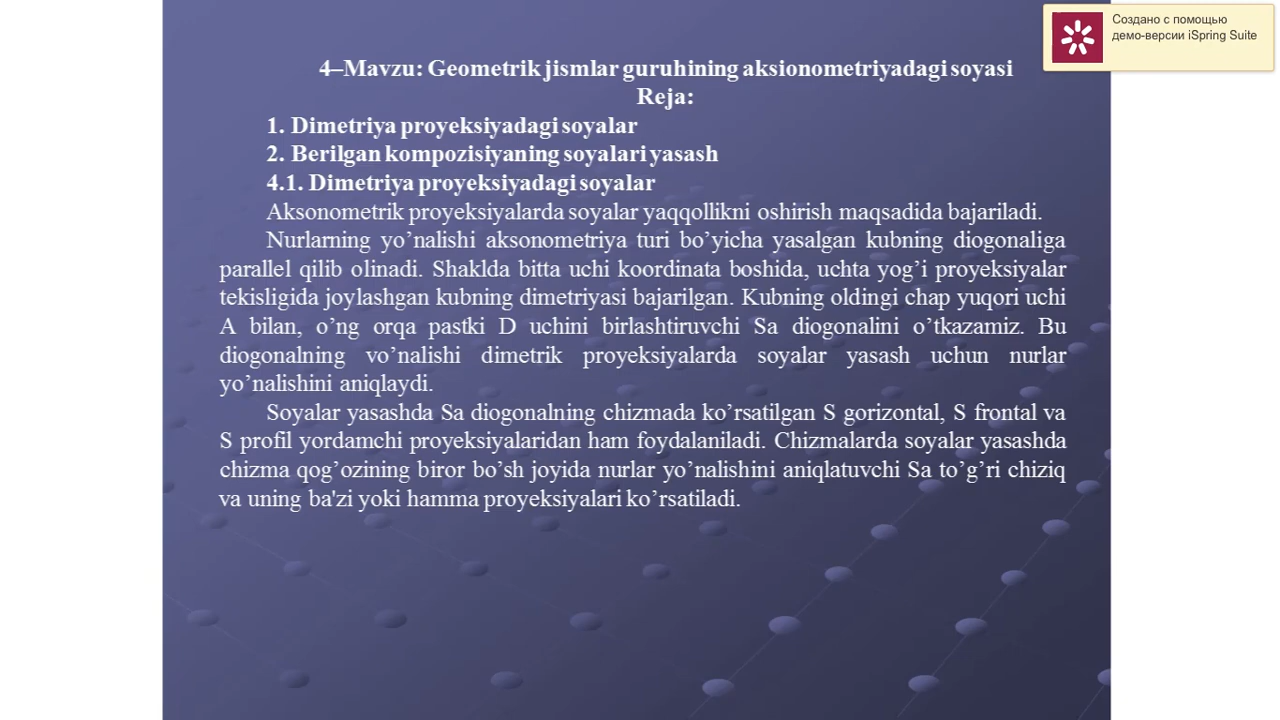 Создано с помощью
демо-версии iSpring Suite
4–Mavzu: Geometrik jismlar guruhining aksionometriyadagi soyasi
Reja:
1. Dimetriya proyeksiyadagi soyalar
2. Berilgan kompozisiyaning soyalari yasash
4.1. Dimetriya proyeksiyadagi soyalar
Aksonometrik proyeksiyalarda soyalar yaqqollikni oshirish maqsadida bajariladi.
Nurlarning yo’nalishi aksonometriya turi bo’yicha yasalgan kubning diogonaliga
parallel qilib olinadi. Shaklda bitta uchi koordinata boshida, uchta yog’i proyeksiyalar
tekisligida joylashgan kubning dimetriyasi bajarilgan. Kubning oldingi chap yuqori uchi
A bilan, o’ng orqa pastki D uchini birlashtiruvchi Sa diogonalini o’tkazamiz. Bu
diogonalning vo’nalishi dimetrik proyeksiyalarda soyalar yasash uchun nurlar
yo’nalishini aniqlaydi.
Soyalar yasashda Sa diogonalning chizmada ko’rsatilgan S gorizontal, S frontal va
S profil yordamchi proyeksiyalaridan ham foydalaniladi. Chizmalarda soyalar yasashda
chizma qog’ozining biror bo’sh joyida nurlar yo’nalishini aniqlatuvchi Sa to’g’ri chiziq
va uning ba'zi yoki hamma proyeksiyalari ko’rsatiladi.